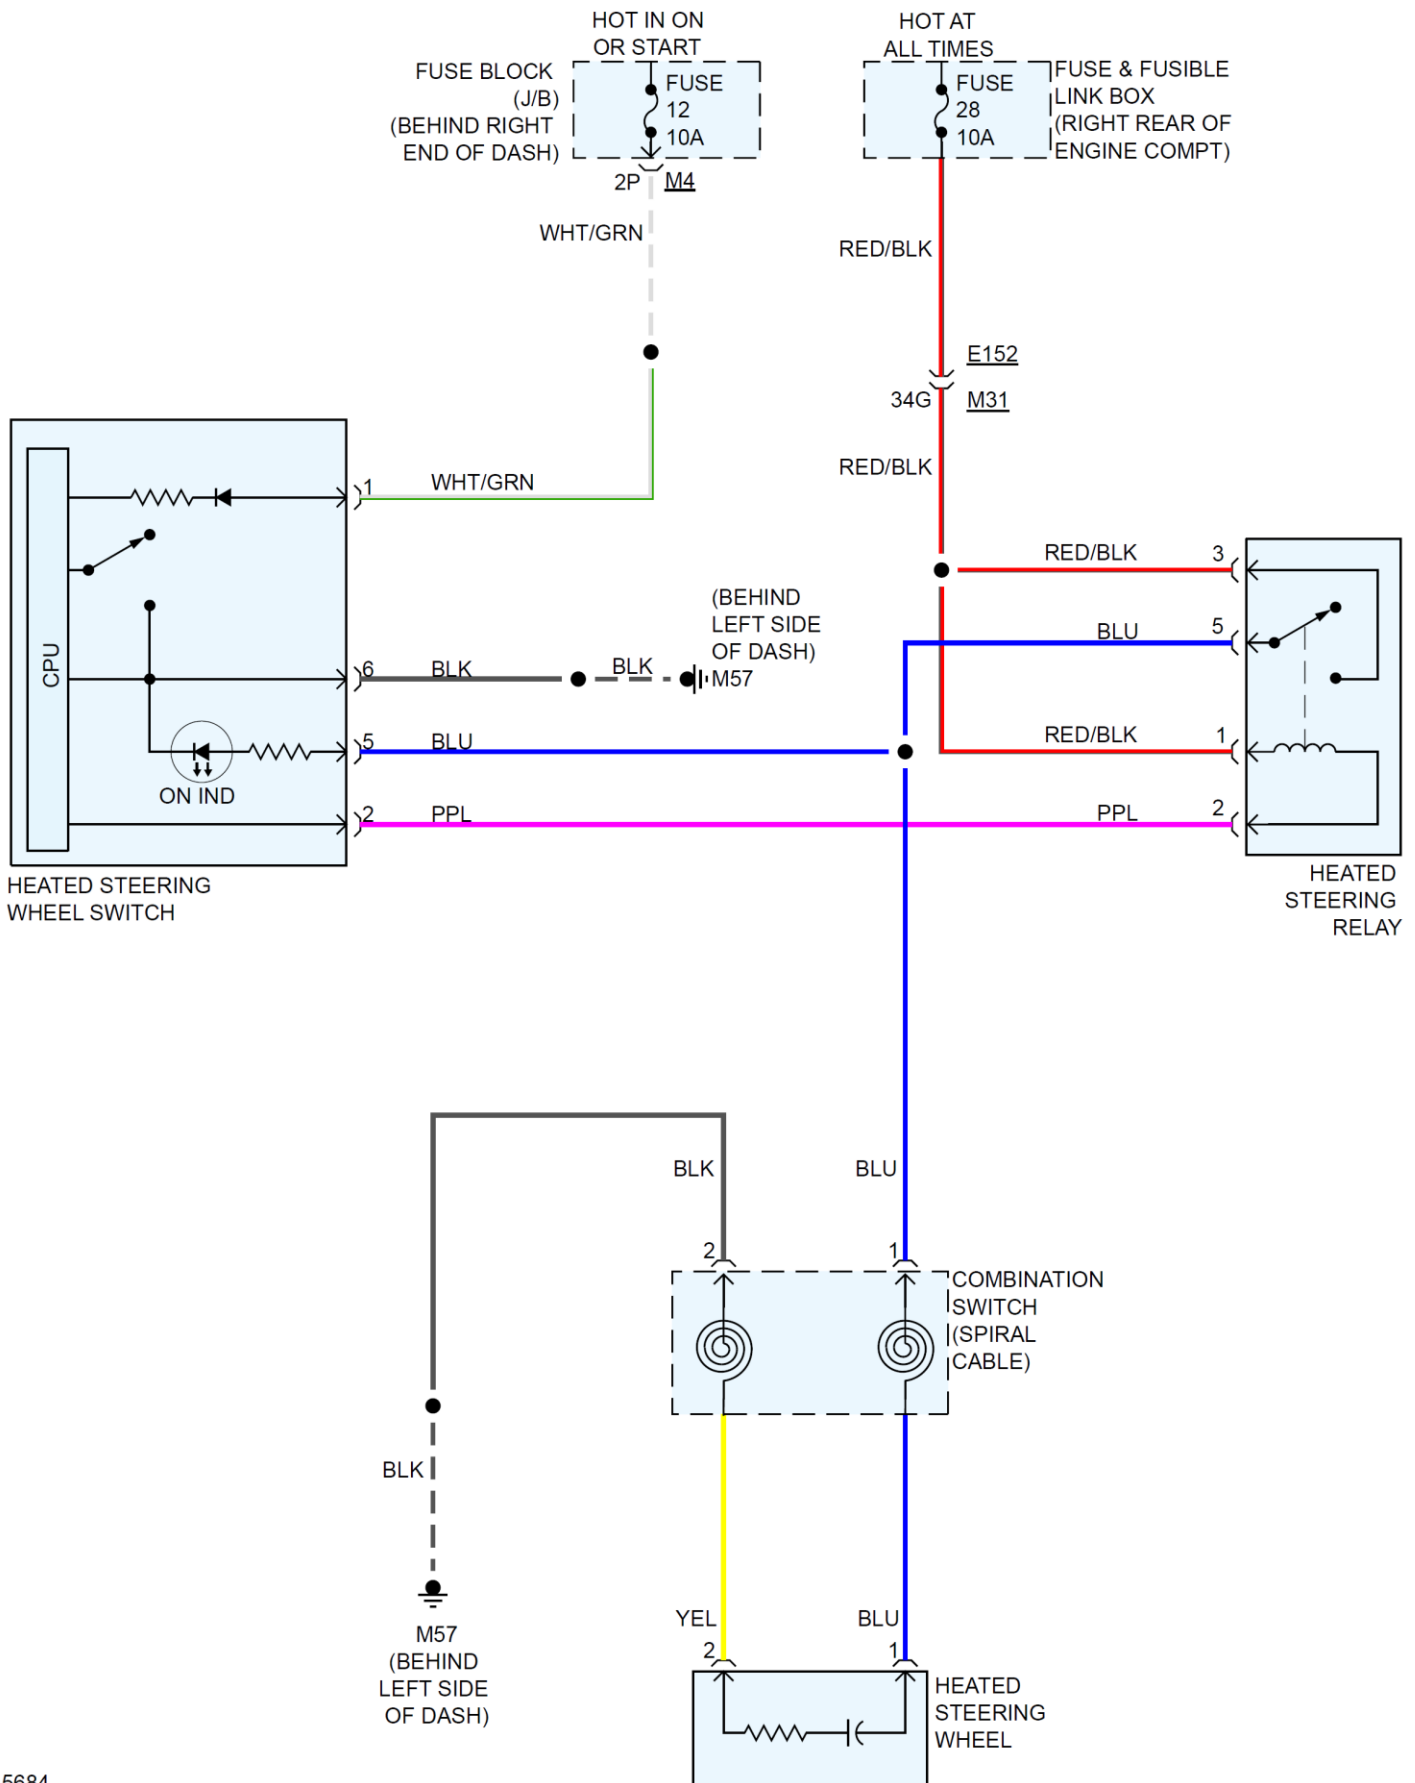 HOT IN ON
OR START
HOT AT
ALL TIMES
FUSE BLOCK
(J/B)
(BEHIND RIGHT
END OF DASH)
FUSE
12
10A
FUSE
28
10A
FUSE & FUSIBLE
LINK BOX
(RIGHT REAR OF
ENGINE COMPT)
2P M4
WHT/GRN
RED/BLK
E152
34G M31
RED/BLK
1
WHT/GRN
CPU
6
BLK
BLK
(BEHIND
LEFT SIDE
OF DASH)
M57
5
BLU
ON IND
2
PPL
HEATED STEERING
WHEEL SWITCH
RED/BLK
3
BLU
5
RED/BLK
1
PPL
2
HEATED
STEERING
RELAY
BLK
BLU
2
1
COMBINATION
SWITCH
(SPIRAL
CABLE)
BLK
M57
(BEHIND
LEFT SIDE
OF DASH)
YEL
BLU
2
1
HEATED
STEERING
WHEEL